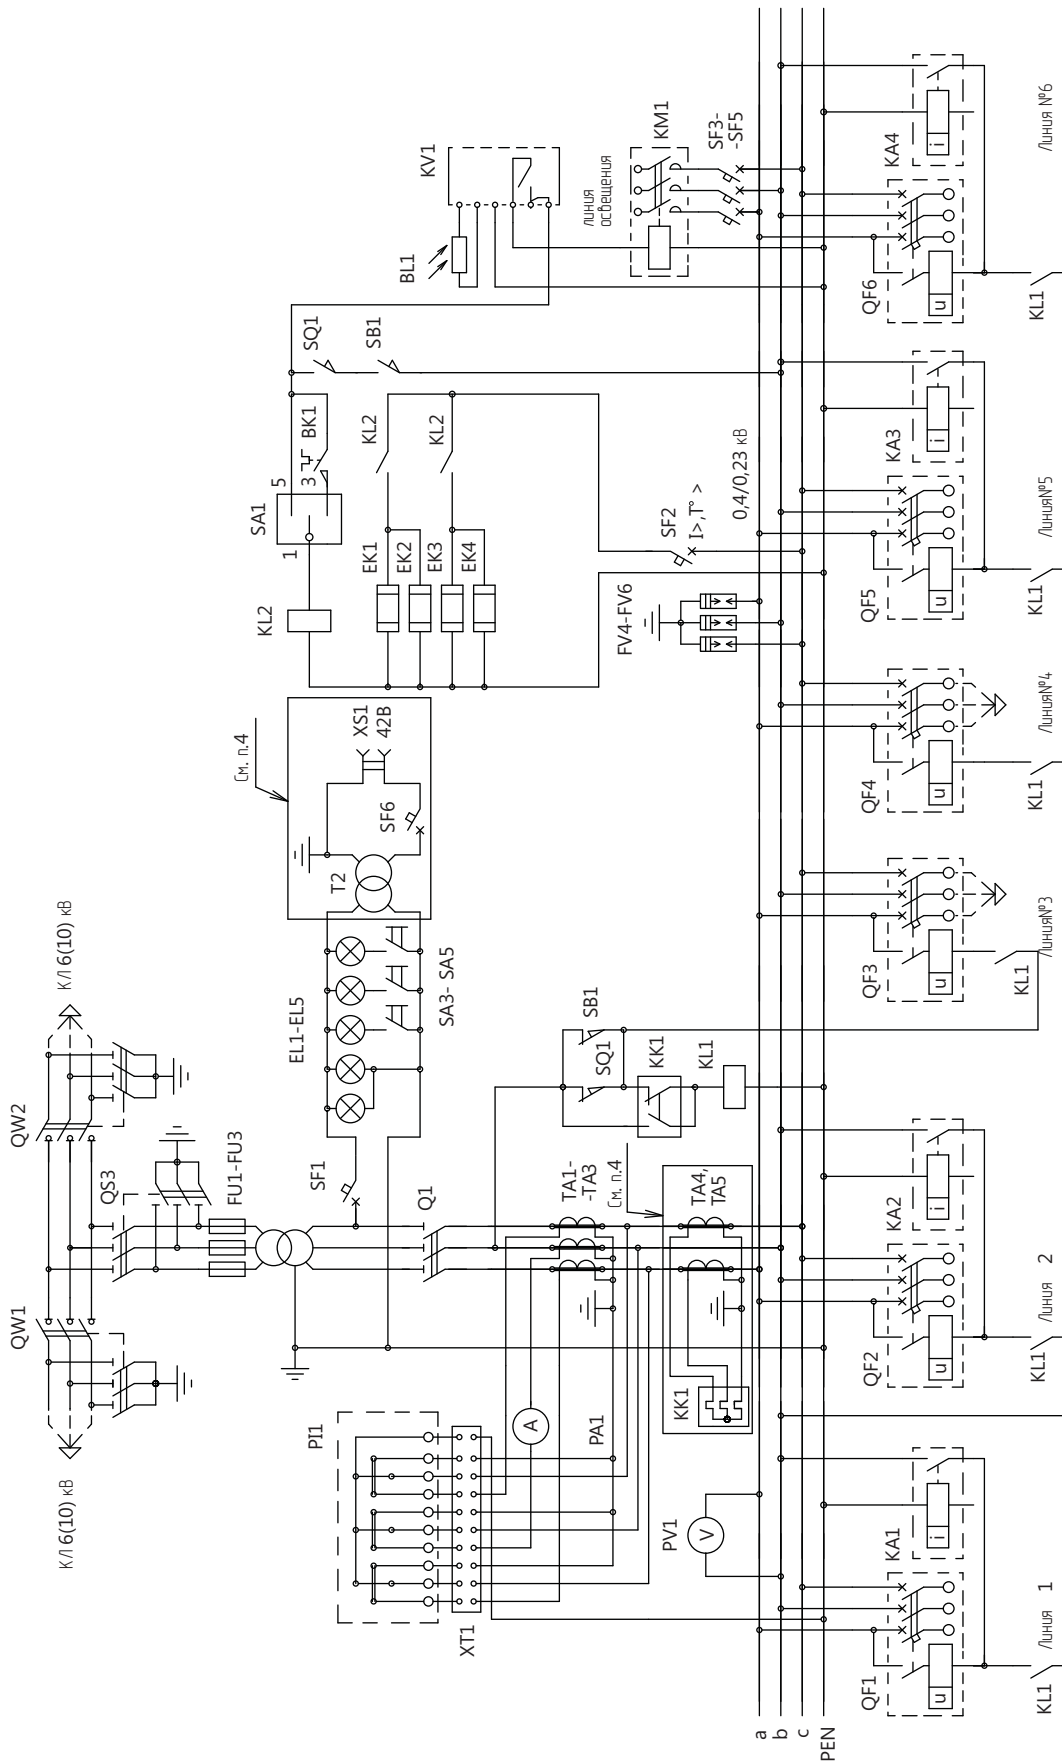 КЛ 6(10) кВ
КЛ 6(10) кВ
QW1
QW2
QS3
FU1-FU3
SF1
Q1
EL1-EL5
SA3- SA5
T2
SF6
XS1
42В
См. п.4
KL2
SA1
1
5
3
BK1
EK1
EK2
EK3
EK4
KL2
KL2
SQ1
SB1
BL1
KV1
линия
освещения
KM1
SF3-
-SF5
SF2
I>,T° >
0,4/0,23 кВ
FV4-FV6
PI1
XT1
A
PA1
TA1-
-TA3
См. п.4
TA4,
TA5
KK1
PV1
V
SB1
SQ1
KK1
KL1
a
b
c
PEN
QF1
u
KA1
i
KL1
Линия 1
QF2
u
KA2
i
KL1
Линия 2
QF3
u
KL1
Линия№3
QF4
u
KL1
Линия№4
QF5
u
KA3
i
KL1
Линия№5
QF6
u
KA4
i
KL1
Линия №6